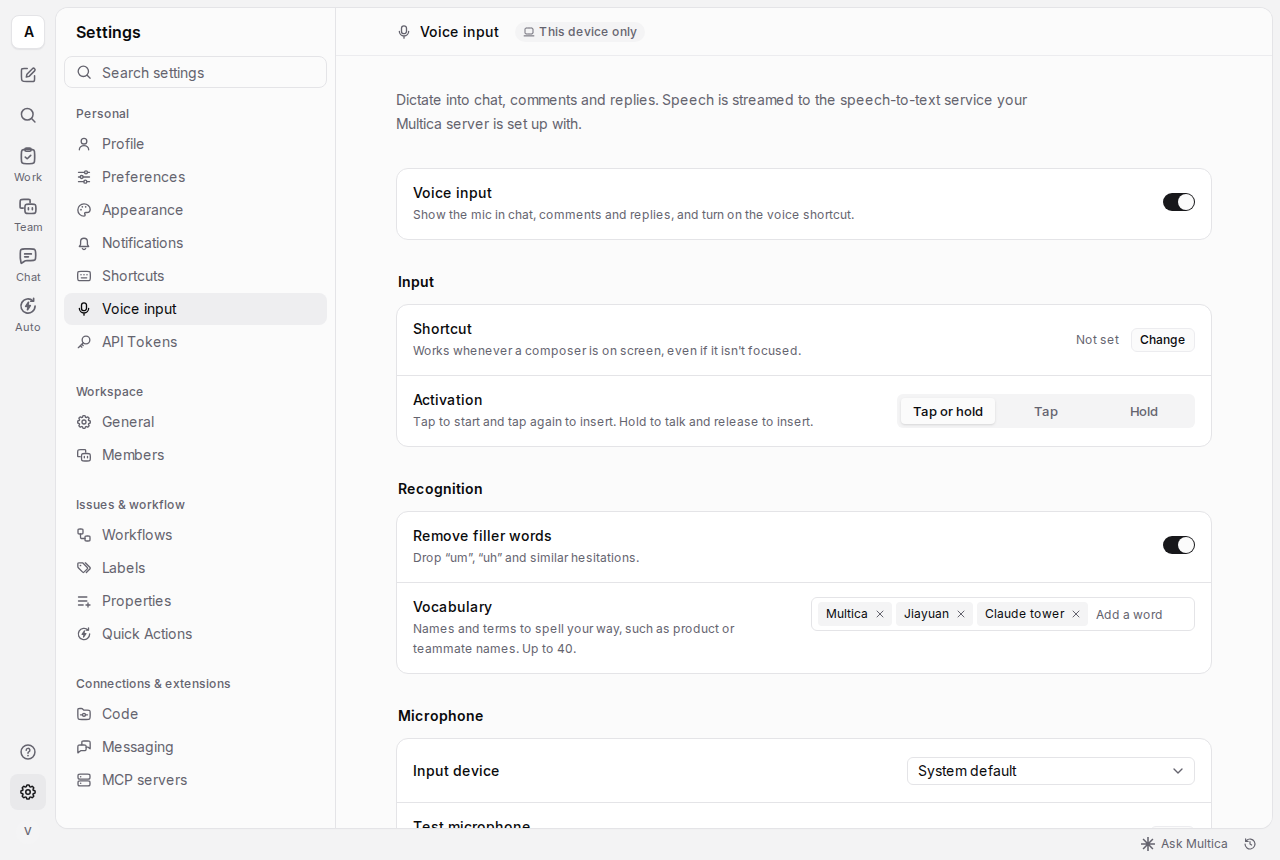 A
Work
Team
Chat
Auto
V
Settings
Search settings
Personal
Profile
Preferences
Appearance
Notifications
Shortcuts
Voice input
API Tokens
Workspace
General
Members
Issues & workflow
Workflows
Labels
Properties
Quick Actions
Connections & extensions
Code
Messaging
MCP servers
Voice input This device only
Dictate into chat, comments and replies. Speech is streamed to the speech-to-text service your
Multica server is set up with.
Voice input
Show the mic in chat, comments and replies, and turn on the voice shortcut.
Input
Shortcut
Works whenever a composer is on screen, even if it isn't focused.
Not set Change
Activation
Tap to start and tap again to insert. Hold to talk and release to insert.
Tap or hold Tap Hold
Recognition
Remove filler words
Drop “um”, “uh” and similar hesitations.
Vocabulary
Names and terms to spell your way, such as product or
teammate names. Up to 40.
Multica Jiayuan Claude tower Add a word
Microphone
Input device System default
Test microphone
Ask Multica